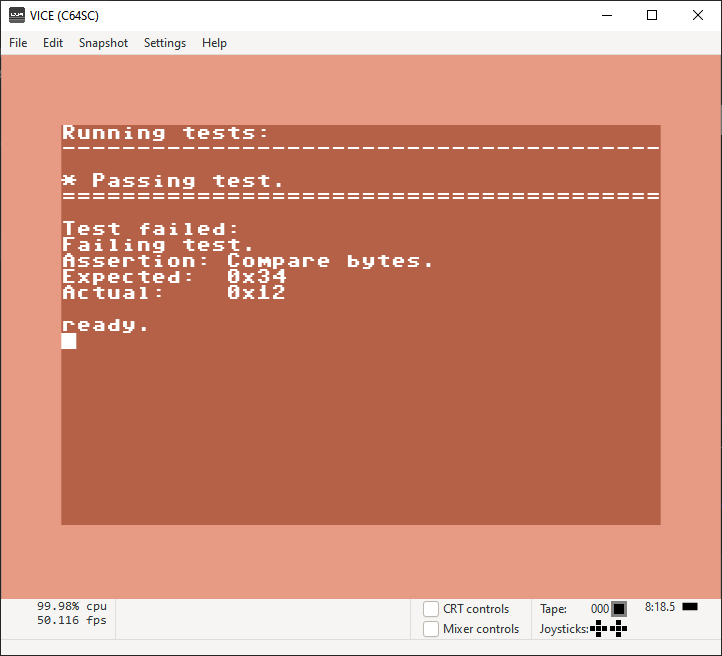 VICE (C64SC)
File Edit Snapshot Settings Help
Running tests:
----------------------------------------
* Passing test.
========================================
Test failed:
Failing test.
Assertion: Compare bytes.
Expected:  0x34
Actual:    0x12
ready.
99.98% cpu
50.116 fps
CRT controls
Mixer controls
Tape: 000
Joysticks:
8:18.5